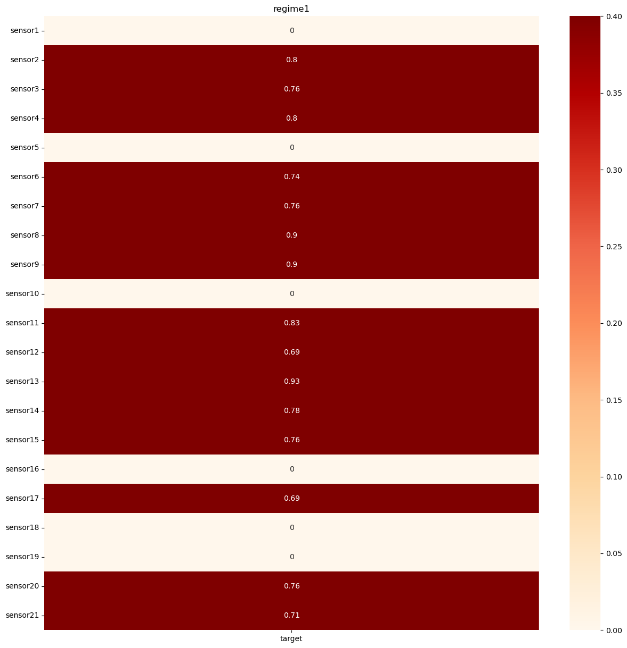 regime1
sensor1 0
sensor2 0.8
sensor3 0.76
sensor4 0.8
sensor5 0
sensor6 0.74
sensor7 0.76
sensor8 0.9
sensor9 0.9
sensor10 0
sensor11 0.83
sensor12 0.69
sensor13 0.93
sensor14 0.78
sensor15 0.76
sensor16 0
sensor17 0.69
sensor18 0
sensor19 0
sensor20 0.76
sensor21 0.71
target
0.40
0.35
0.30
0.25
0.20
0.15
0.10
0.05
0.00